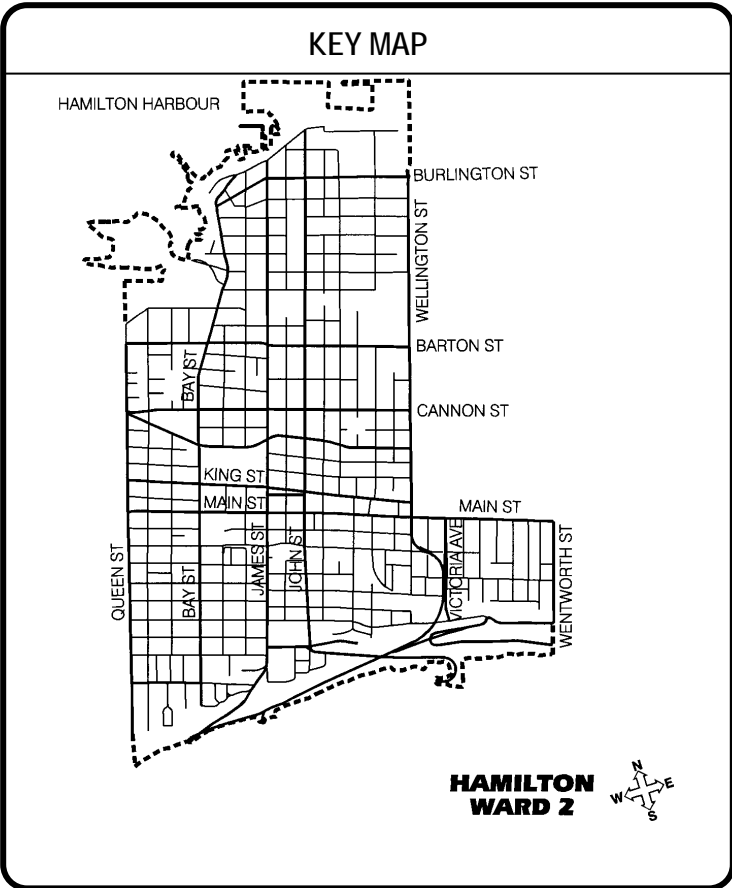 KEY MAP
HAMILTON HARBOUR
BURLINGTON ST
WELLINGTON ST
BARTON ST
BAY ST
CANNON ST
KING ST
MAIN ST
MAIN ST
QUEEN ST
BAY ST
JAMES ST
JOHN ST
VICTORIA AVE
WENTWORTH ST
HAMILTON
WARD 2
N
E
W
S